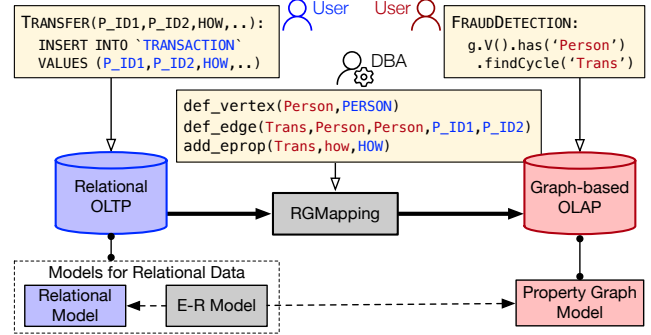 TRANSFER(P_ID1,P_ID2,HOW,..):
INSERT INTO `TRANSACTION`
VALUES (P_ID1,P_ID2,HOW,..)
User
User
FRAUDDETECTION:
g.V().has(‘Person’)
.findCycle(‘Trans’)
DBA
def_vertex(Person,PERSON)
def_edge(Trans,Person,Person,P_ID1,P_ID2)
add_eprop(Trans,how,HOW)
Relational
OLTP
RGMapping
Graph-based
OLAP
Models for Relational Data
Relational
Model
E-R Model
Property Graph
Model